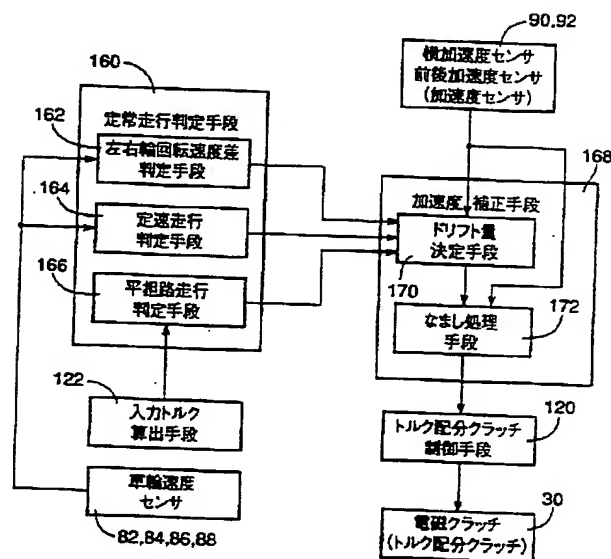 160
定常走行判定手段
162
左右輪回転速度差
判定手段
164
定速走行
判定手段
166
平担路走行
判定手段
122
入力トルク
算出手段
車輪速度
センサ
82,84,86,88
90,92
横加速度センサ
前後加速度センサ
(加速度センサ)
168
加速度 補正手段
ドリフト量
決定手段
170
なまし処理
手段
172
120
トルク配分クラッチ
制御手段
30
電磁クラッチ
(トルク配分クラッチ)